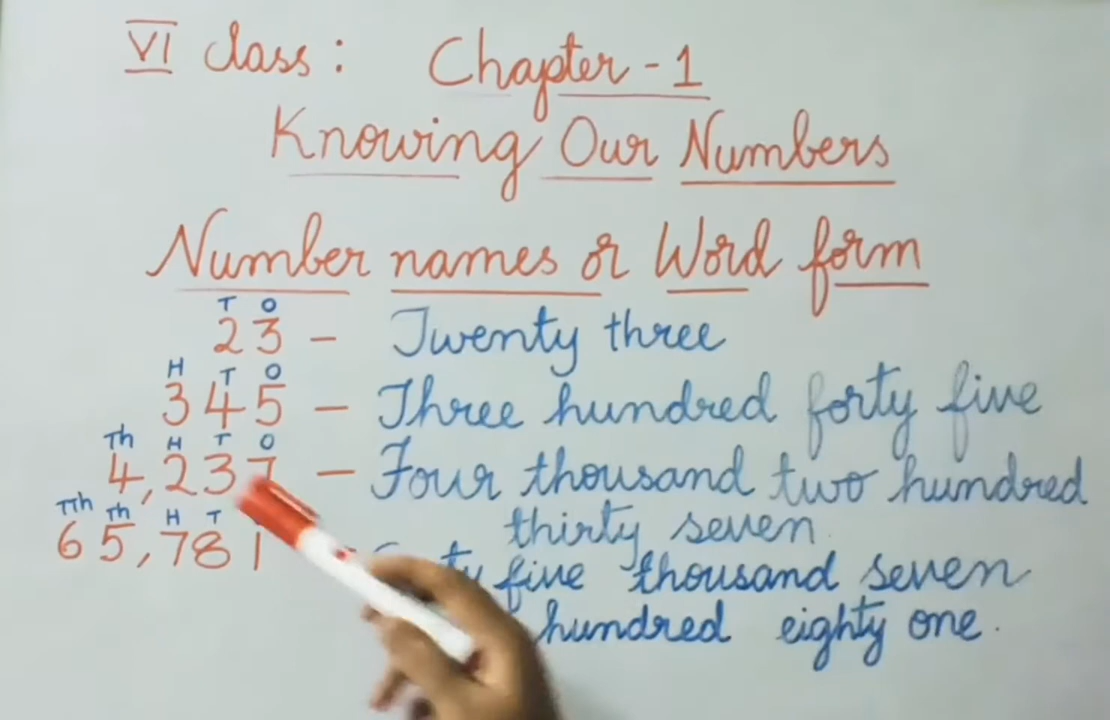 VI Class : Chapter - 1
Knowing Our Numbers
Number names or Word form
T O
23 - Twenty three
H T O
345 - Three hundred forty five
Th H T O
4,237 - Four thousand two hundred
thirty seven
Tth Th H T
65,781 five thousand seven
hundred eighty one.